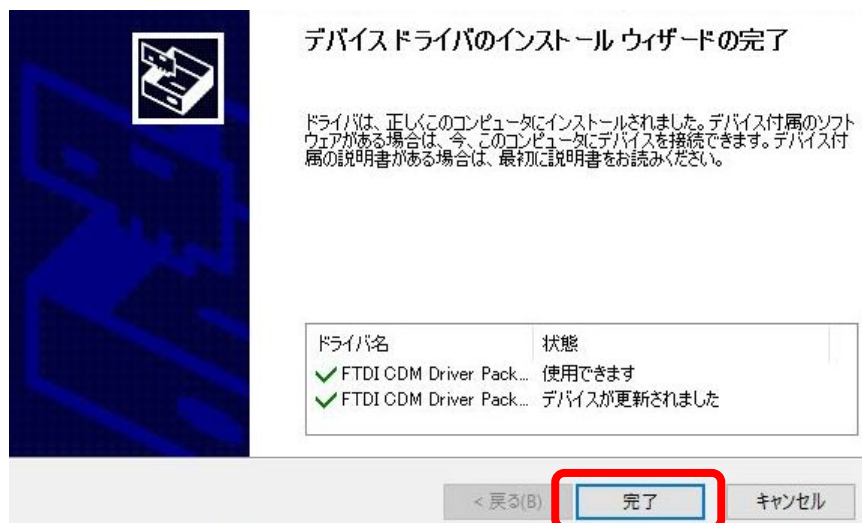 デバイスドライバのインストール ウィザードの完了
ドライバは、正しくこのコンピュータにインストールされました。デバイス付属のソフト
ウェアがある場合は、今、このコンピュータにデバイスを接続できます。デバイス付
属の説明書がある場合は、最初に説明書をお読みください。
ドライバ名 状態
FTDI CDM Driver Pack... 使用できます
FTDI CDM Driver Pack... デバイスが更新されました
< 戻る(B) 完了 キャンセル